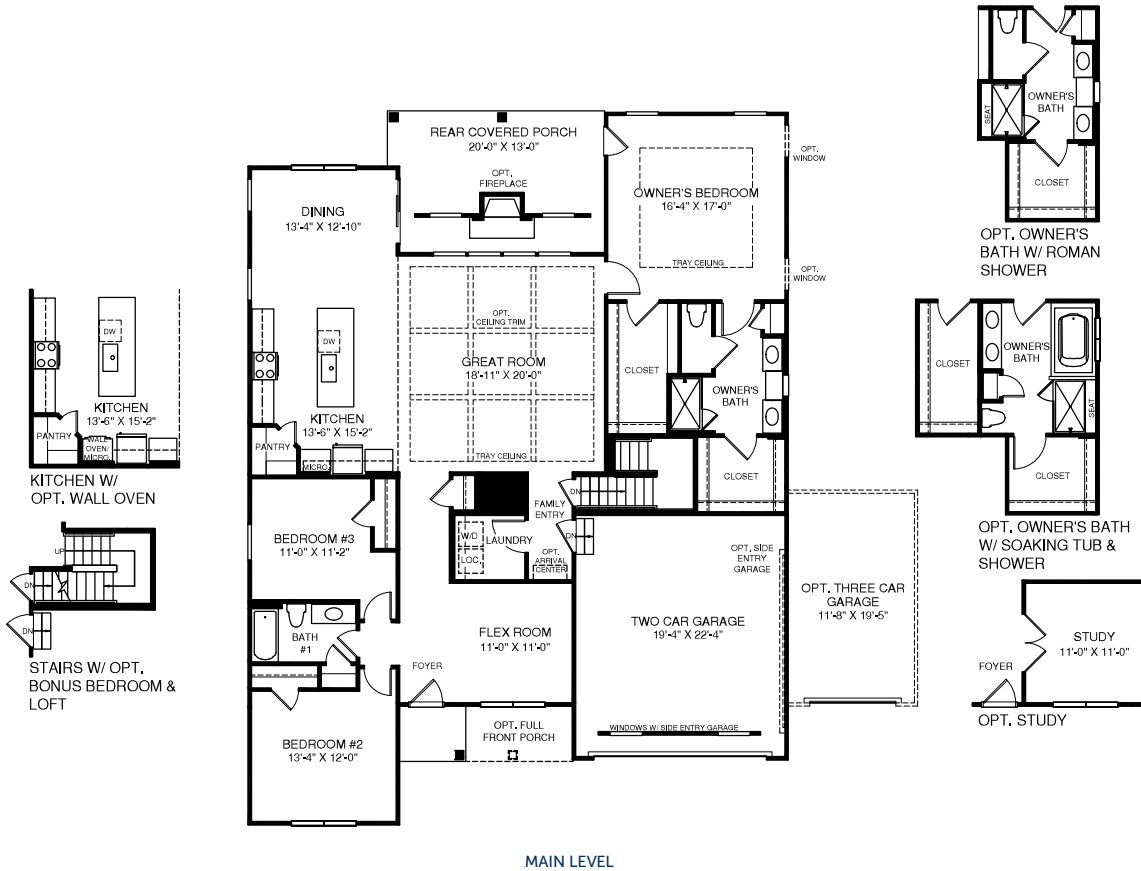 REAR COVERED PORCH
20'-0" X 13'-0"
OPT.
FIREPLACE
OPT.
WINDOW
OWNER'S BEDROOM
16'-4" X 17'-0"
TRAY CEILING
OPT.
WINDOW
DINING
13'-4" X 12'-10"
OPT.
CEILING TRIM
GREAT ROOM
18'-11" X 20'-0"
TRAY CEILING
DW
KITCHEN
13'-6" X 15'-2"
PANTRY
MICRO.
CLOSET
OWNER'S
BATH
CLOSET
DN
FAMILY
ENTRY
W/D
LAUNDRY
LOC.
DN
OPT.
ARRIVAL
CENTER
BEDROOM #3
11'-0" X 11'-2"
BATH
#1
FLEX ROOM
11'-0" X 11'-0"
FOYER
OPT. SIDE
ENTRY
GARAGE
TWO CAR GARAGE
19'-4" X 22'-4"
OPT. THREE CAR
GARAGE
11'-8" X 19'-5"
WINDOWS W/ SIDE ENTRY GARAGE
OPT. FULL
FRONT PORCH
BEDROOM #2
13'-4" X 12'-0"
DW
KITCHEN
13'-6" X 15'-2"
PANTRY
WALL
OVEN/
MICRO.
KITCHEN W/
OPT. WALL OVEN
UP
DN
DN
STAIRS W/ OPT.
BONUS BEDROOM &
LOFT
SEAT
OWNER'S
BATH
CLOSET
OPT. OWNER'S
BATH W/ ROMAN
SHOWER
CLOSET
OWNER'S
BATH
SEAT
CLOSET
OPT. OWNER'S BATH
W/ SOAKING TUB &
SHOWER
STUDY
11'-0" X 11'-0"
FOYER
OPT. STUDY
MAIN LEVEL